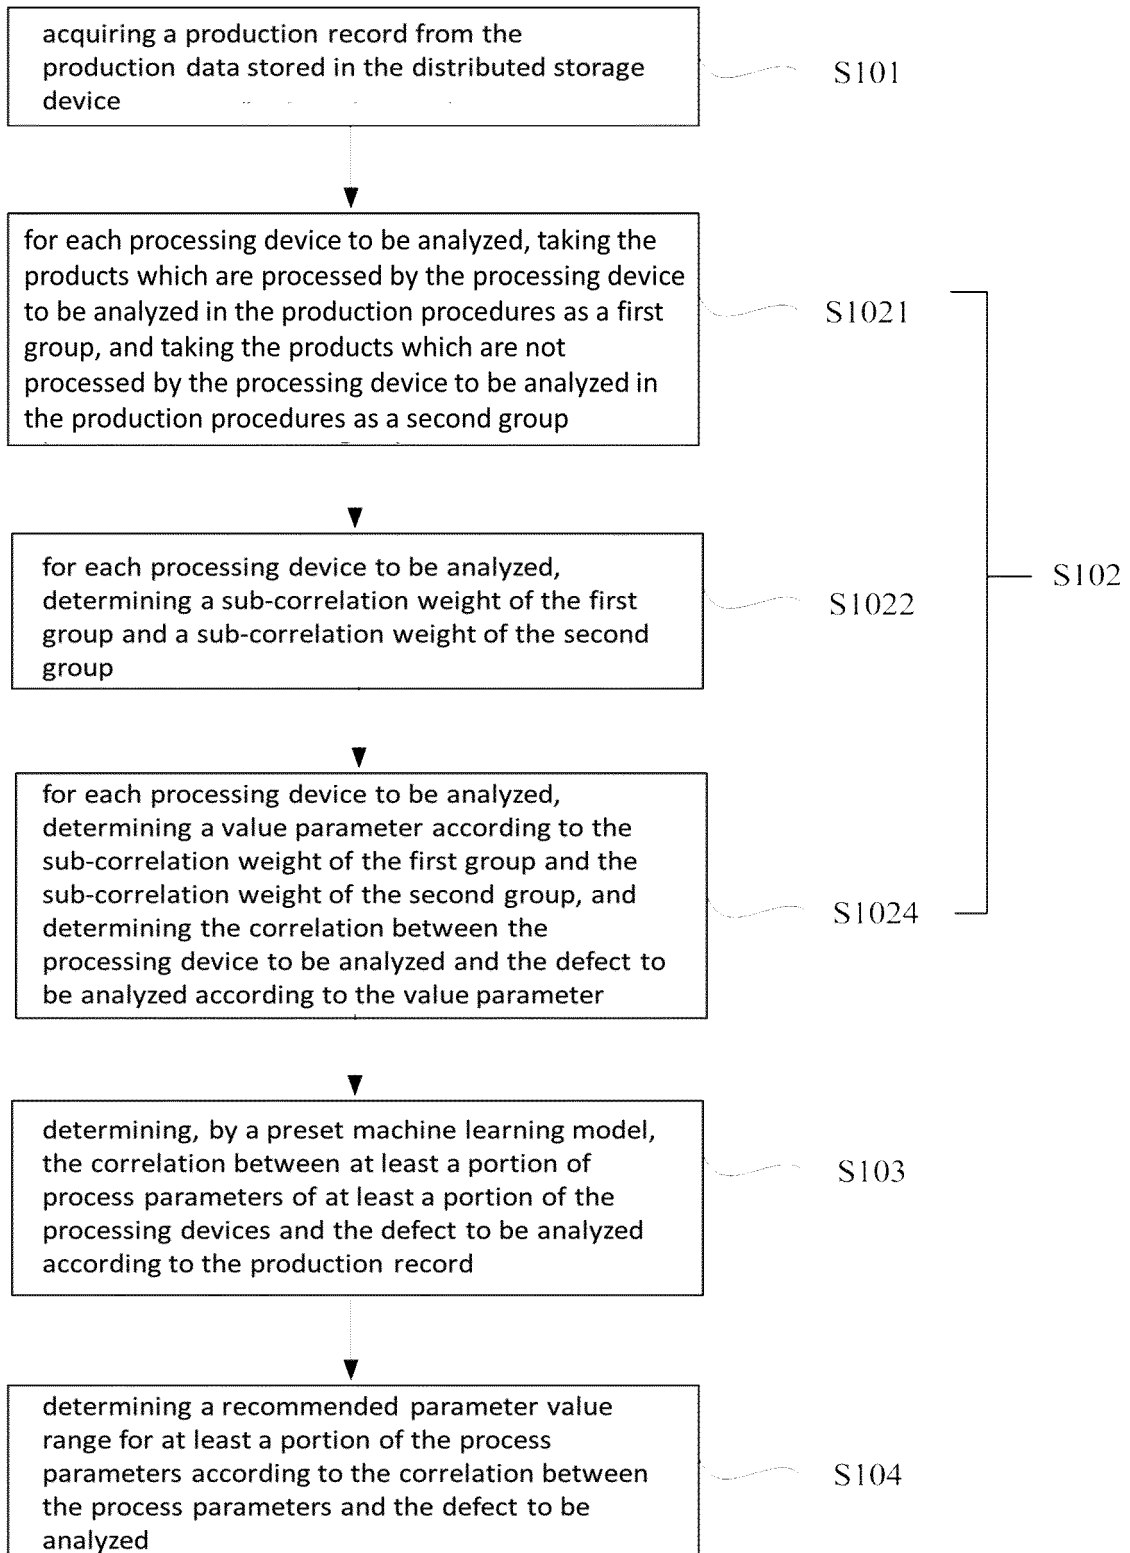 acquiring a production record from the
production data stored in the distributed storage
device
S101
for each processing device to be analyzed, taking the
products which are processed by the processing device
to be analyzed in the production procedures as a first
group, and taking the products which are not
processed by the processing device to be analyzed in
the production procedures as a second group
S1021
for each processing device to be analyzed,
determining a sub-correlation weight of the first
group and a sub-correlation weight of the second
group
S1022
S102
for each processing device to be analyzed,
determining a value parameter according to the
sub-correlation weight of the first group and the
sub-correlation weight of the second group, and
determining the correlation between the
processing device to be analyzed and the defect to
be analyzed according to the value parameter
S1024
determining, by a preset machine learning model,
the correlation between at least a portion of
process parameters of at least a portion of the
processing devices and the defect to be analyzed
according to the production record
S103
determining a recommended parameter value
range for at least a portion of the process
parameters according to the correlation between
the process parameters and the defect to be
analyzed
S104